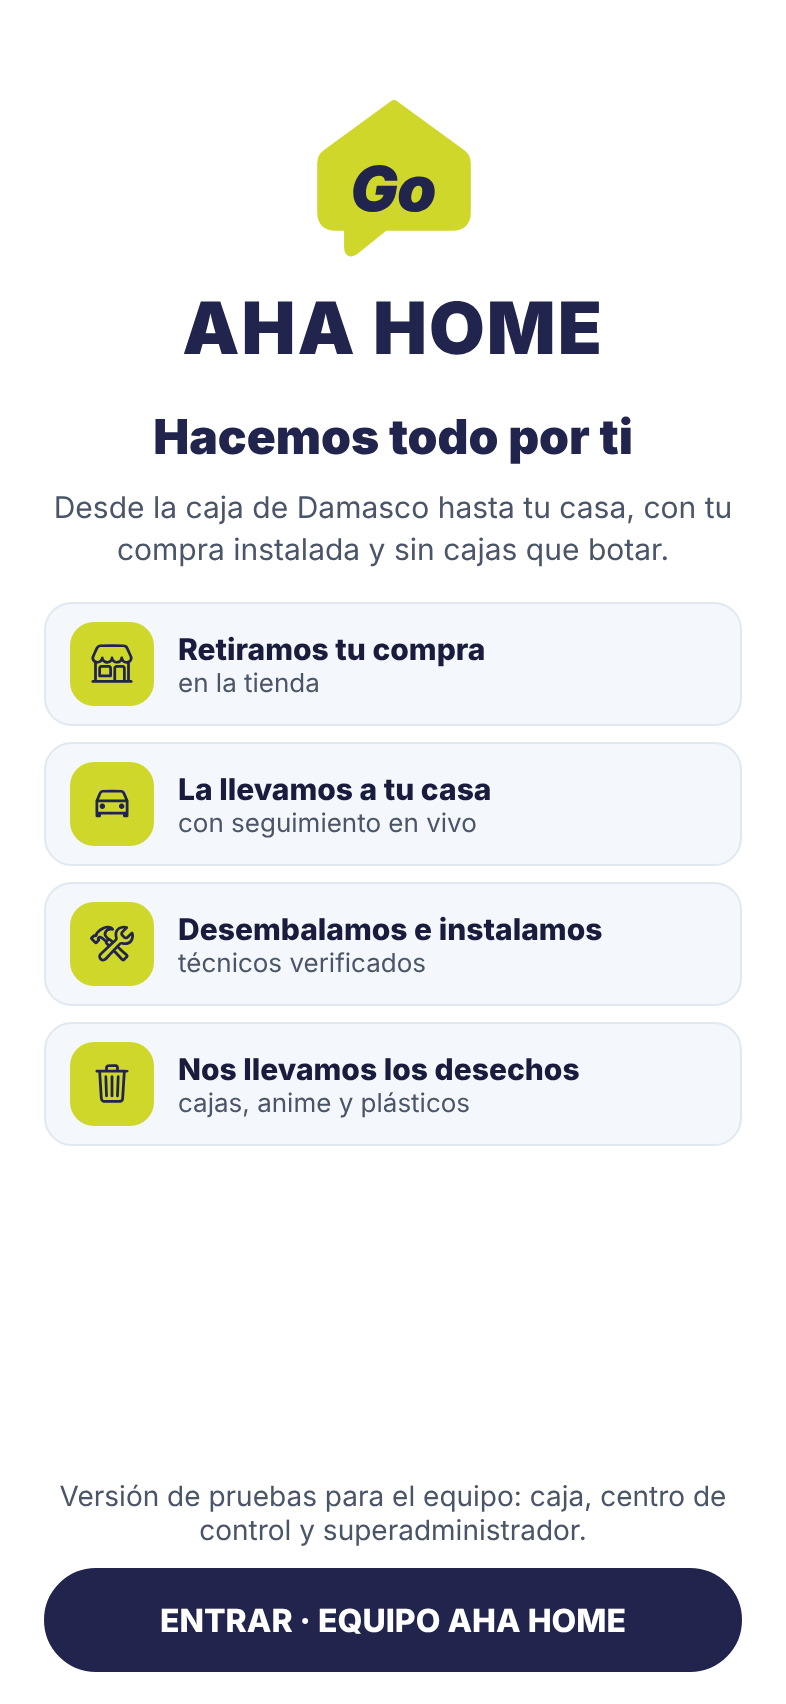 Go
AHA HOME
Hacemos todo por ti
Desde la caja de Damasco hasta tu casa, con tu
compra instalada y sin cajas que botar.
Retiramos tu compra
en la tienda
La llevamos a tu casa
con seguimiento en vivo
Desembalamos e instalamos
técnicos verificados
Nos llevamos los desechos
cajas, anime y plásticos
Versión de pruebas para el equipo: caja, centro de
control y superadministrador.
ENTRAR · EQUIPO AHA HOME